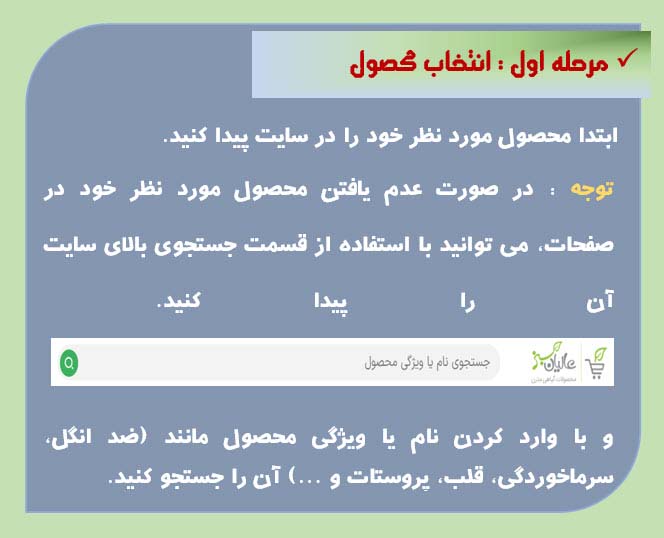 ✓ مرحله اول : انتخاب محصول
ابتدا محصول مورد نظر خود را در سایت پیدا کنید.
توجه : در صورت عدم یافتن محصول مورد نظر خود در
صفحات، می توانید با استفاده از قسمت جستجوی بالای سایت
آن را پیدا کنید.
عالیان سبز
محصولات گیاهی مدرن
جستجوی نام یا ویژگی محصول
و با وارد کردن نام یا ویژگی محصول مانند (ضد انگل،
سرماخوردگی، قلب، پروستات و ...) آن را جستجو کنید.